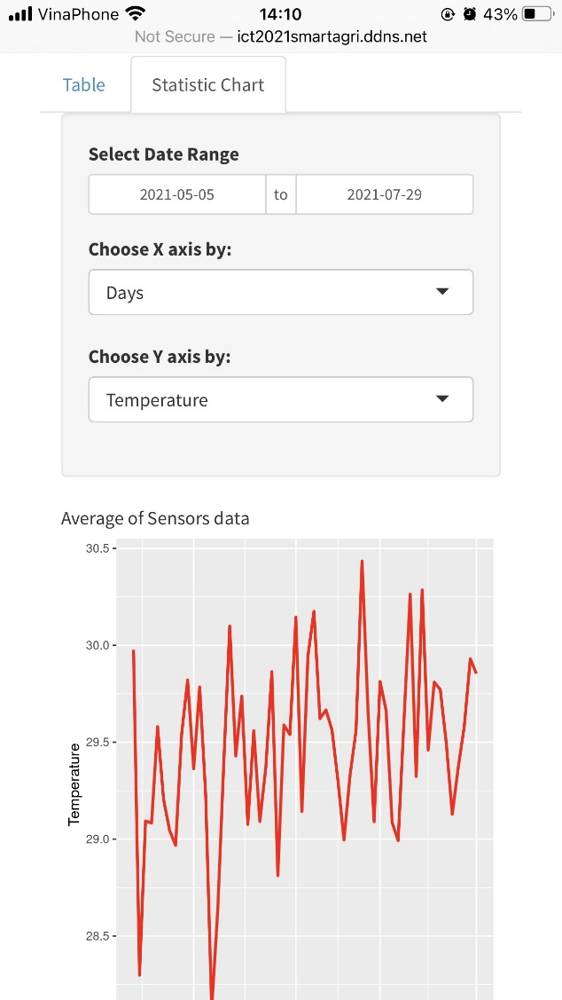 VinaPhone 14:10 43%
Not Secure — ict2021smartagri.ddns.net
Table Statistic Chart
Select Date Range
2021-05-05 to 2021-07-29
Choose X axis by:
Days
Choose Y axis by:
Temperature
Average of Sensors data
30.5
30.0
29.5
Temperature
29.0
28.5